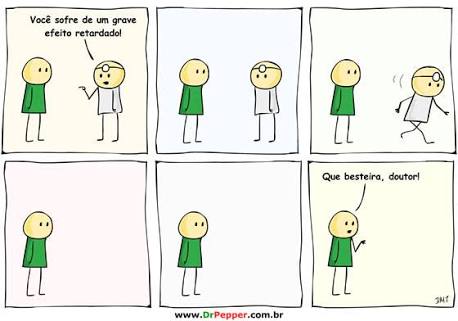 Você sofre de um grave
efeito retardado!
Que besteira, doutor!
www.DrPepper.com.br